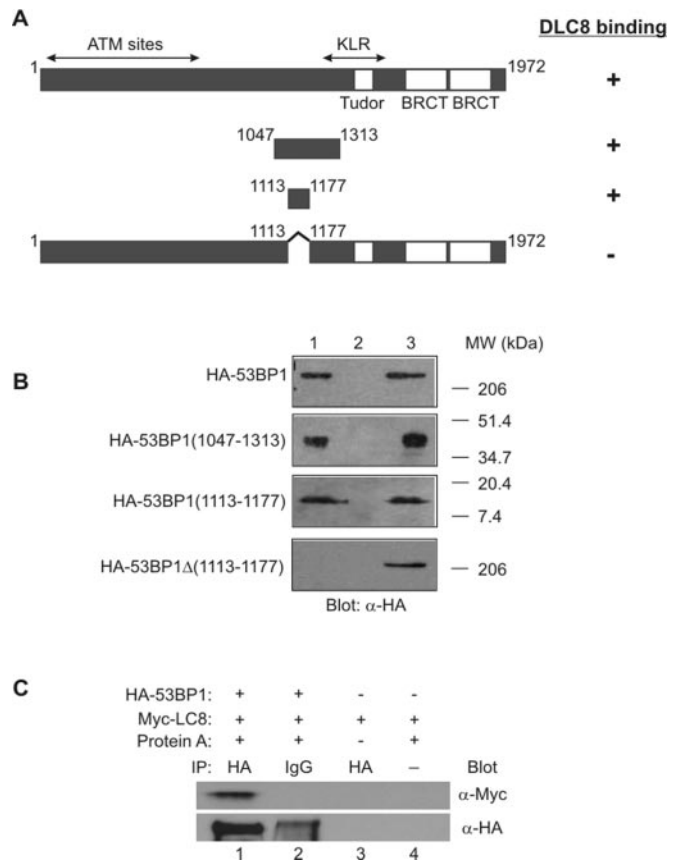 A
DLC8 binding
ATM sites
KLR
1
1972
+
Tudor
BRCT BRCT
1047
1313
+
1113
1177
+
1113
1177
1
1972
-
B
1 2 3 MW (kDa)
HA-53BP1
— 206
— 51.4
HA-53BP1(1047-1313)
— 34.7
— 20.4
HA-53BP1(1113-1177)
— 7.4
HA-53BP1Δ(1113-1177)
— 206
Blot: α-HA
C
HA-53BP1: + + - -
Myc-LC8: + + + +
Protein A: + + - +
IP: HA IgG HA – Blot
α-Myc
α-HA
1 2 3 4